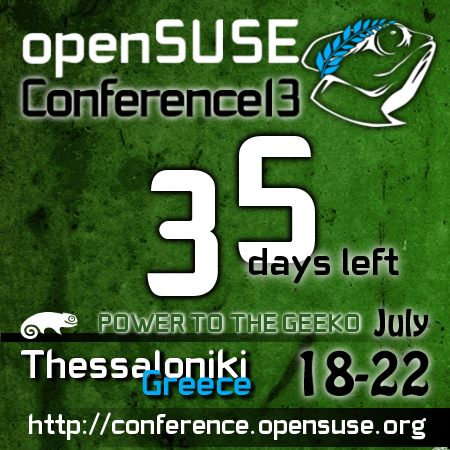 openSUSE
Conference13
35
days left
POWER TO THE GEEKO July
Thessaloniki
Greece
18-22
http://conference.opensuse.org